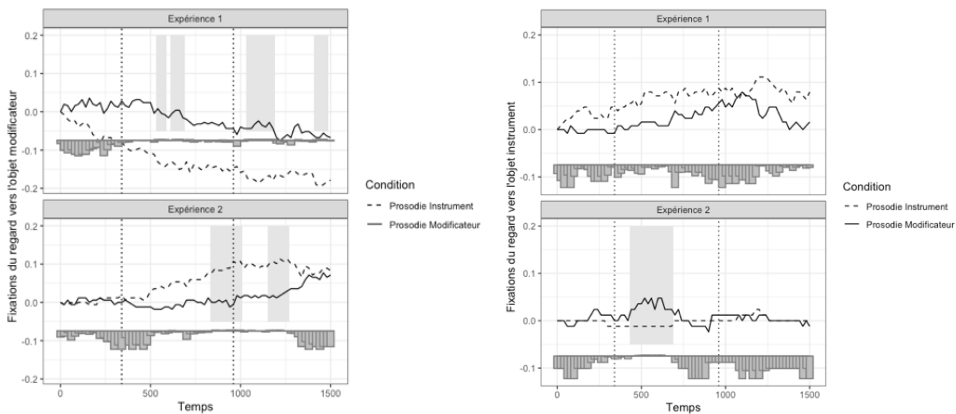 Expérience 1
0.2
0.1
0.0
-0.1
-0.2
Expérience 2
0.2
0.1
0.0
-0.1
-0.2
0
500
1000
1500
Temps
Fixations du regard vers l'objet modificateur
Condition
Prosodie Instrument
Prosodie Modificateur
Expérience 1
0.2
0.1
0.0
-0.1
Expérience 2
0.2
0.1
0.0
-0.1
0
500
1000
1500
Temps
Fixations du regard vers l'objet instrument
Condition
Prosodie Instrument
Prosodie Modificateur